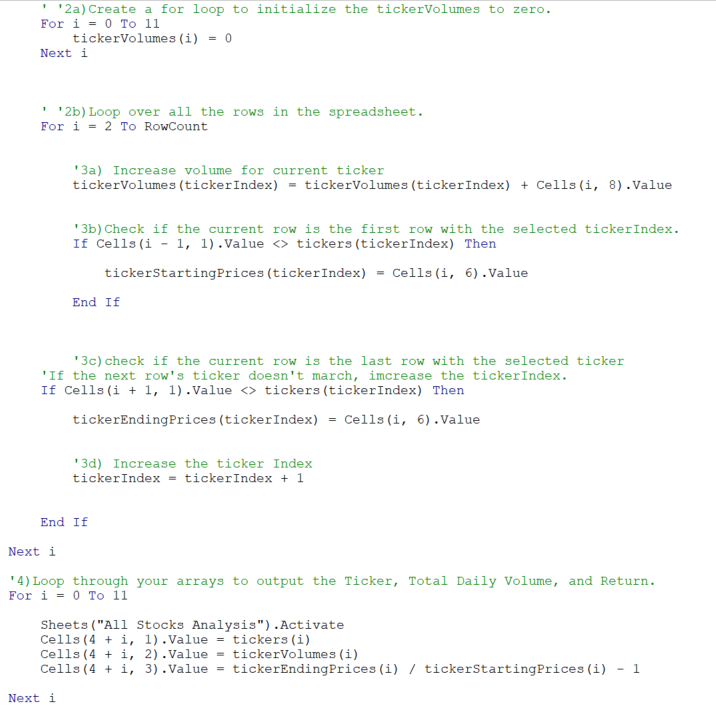 ' '2a)Create a for loop to initialize the tickerVolumes to zero.
For i = 0 To 11
tickerVolumes(i) = 0
Next i
' '2b)Loop over all the rows in the spreadsheet.
For i = 2 To RowCount
'3a) Increase volume for current ticker
tickerVolumes(tickerIndex) = tickerVolumes(tickerIndex) + Cells(i, 8).Value
'3b)Check if the current row is the first row with the selected tickerIndex.
If Cells(i - 1, 1).Value <> tickers(tickerIndex) Then
tickerStartingPrices(tickerIndex) = Cells(i, 6).Value
End If
'3c)check if the current row is the last row with the selected ticker
'If the next row's ticker doesn't march, imcrease the tickerIndex.
If Cells(i + 1, 1).Value <> tickers(tickerIndex) Then
tickerEndingPrices(tickerIndex) = Cells(i, 6).Value
'3d) Increase the ticker Index
tickerIndex = tickerIndex + 1
End If
Next i
'4)Loop through your arrays to output the Ticker, Total Daily Volume, and Return.
For i = 0 To 11
Sheets("All Stocks Analysis").Activate
Cells(4 + i, 1).Value = tickers(i)
Cells(4 + i, 2).Value = tickerVolumes(i)
Cells(4 + i, 3).Value = tickerEndingPrices(i) / tickerStartingPrices(i) - 1
Next i